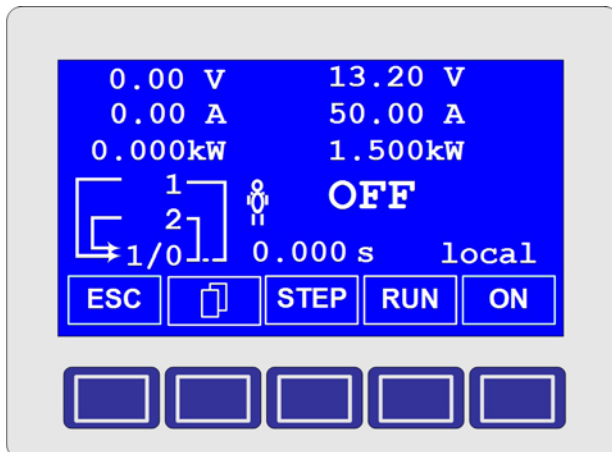 0.00 V 13.20 V
0.00 A 50.00 A
0.000kW 1.500kW
1 OFF
2
1/0 0.000 s local
ESC STEP RUN ON